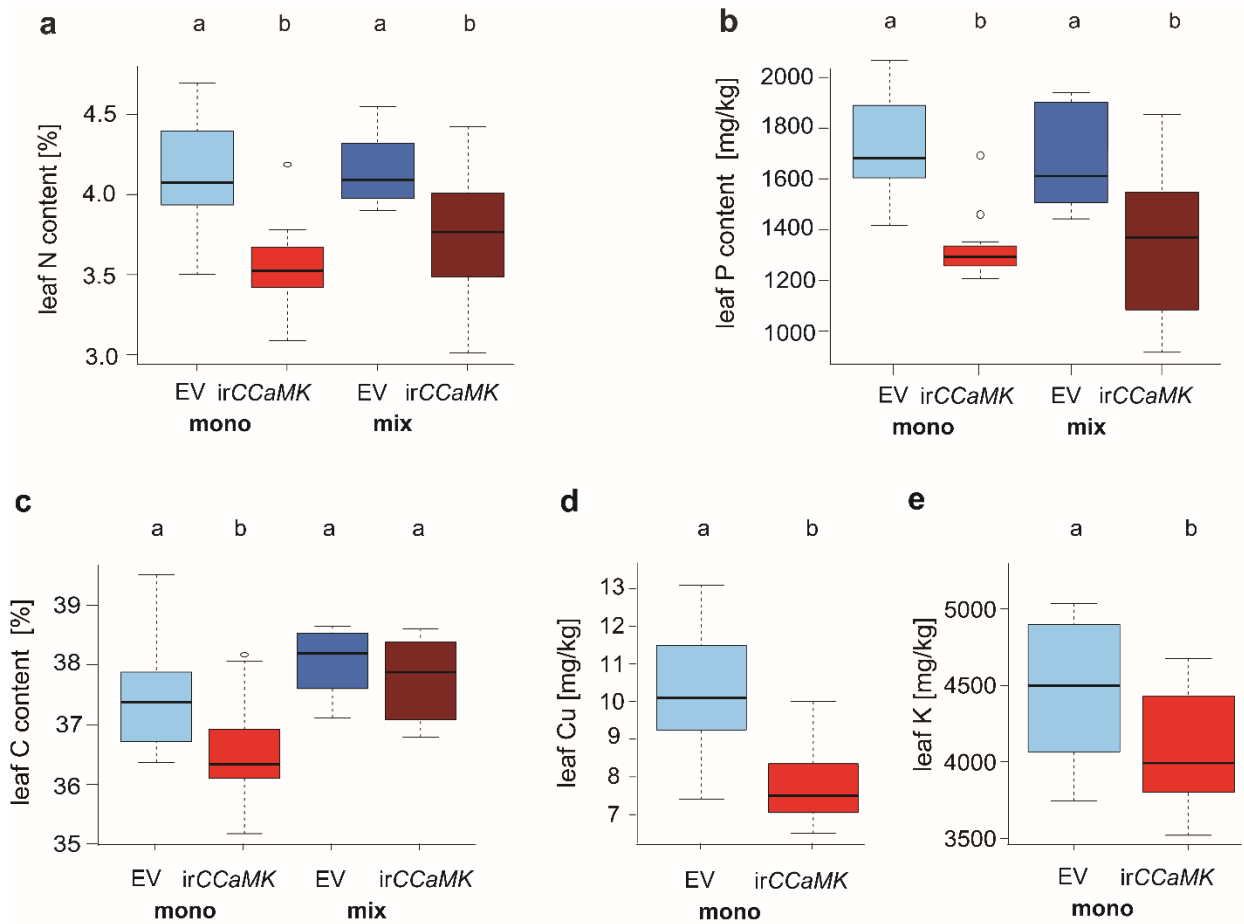 a
a b a b
leaf N content [%]
4.5
4.0
3.5
3.0
EV irCCaMK EV irCCaMK
mono mix
b
a b a b
leaf P content [mg/kg]
2000
1800
1600
1400
1200
1000
EV irCCaMK EV irCCaMK
mono mix
c
a b a a
leaf C content [%]
39
38
37
36
35
EV irCCaMK EV irCCaMK
mono mix
d
a b
leaf Cu [mg/kg]
13
12
11
10
9
8
7
EV irCCaMK
mono
e
a b
leaf K [mg/kg]
5000
4500
4000
3500
EV irCCaMK
mono